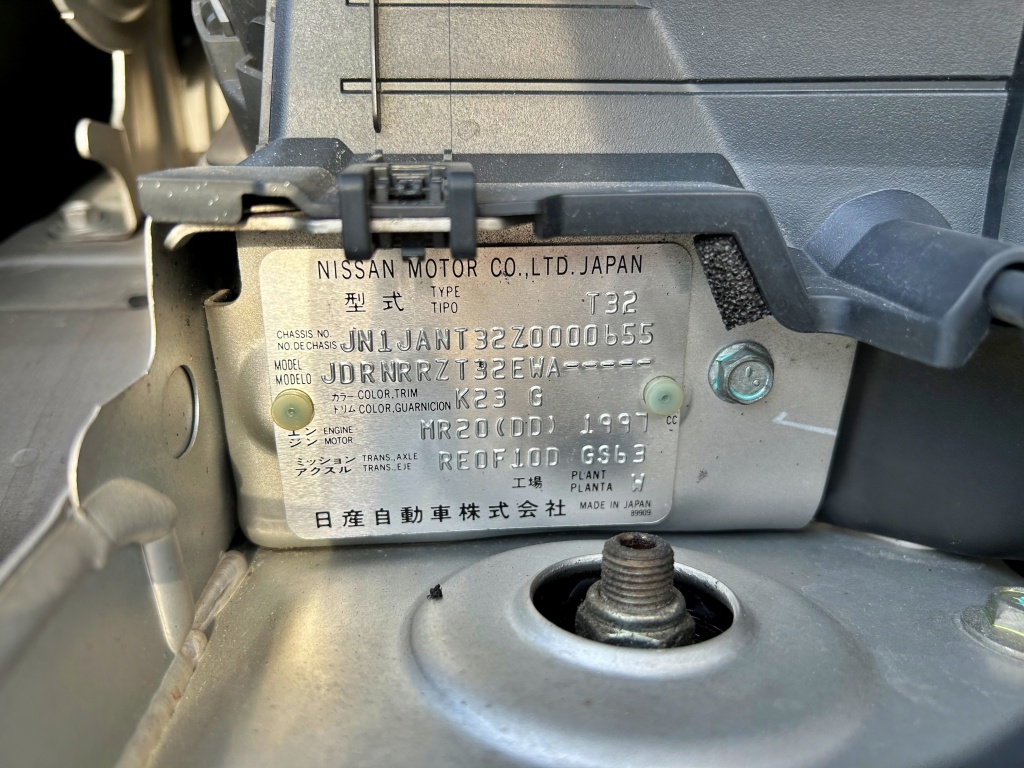 NISSAN MOTOR CO.,LTD. JAPAN
型式 TYPE TIPO T32
CHASSIS NO. NO. DE CHASIS JN1JANT32Z0000655
MODEL MODELO JDRNRRZT32EWA-----
カラー COLOR, TRIM トリム COLOR, GUARNICION K23 G
エンジン ENGINE MOTOR MR20(DD) 1997 CC
ミッション アクスル TRANS., AXLE TRANS., EJE RE0F10D GS63
工場 PLANT PLANTA W
日産自動車株式会社 MADE IN JAPAN
89909